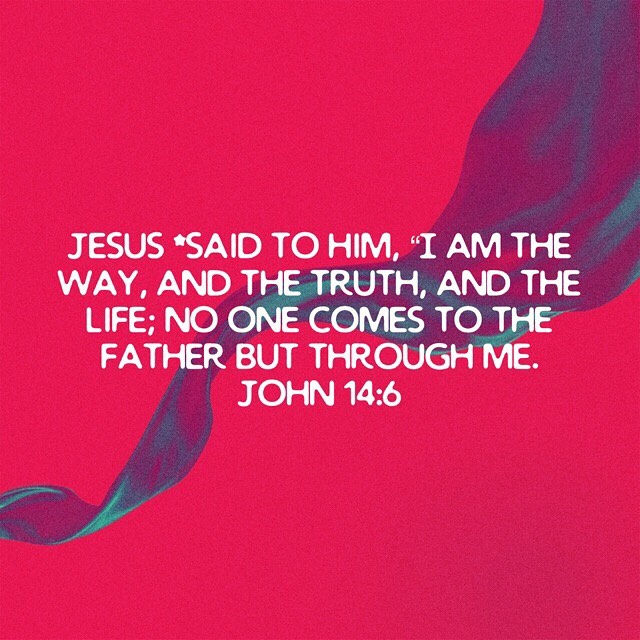 JESUS *SAID TO HIM, “I AM THE
WAY, AND THE TRUTH, AND THE
LIFE; NO ONE COMES TO THE
FATHER BUT THROUGH ME.
JOHN 14:6